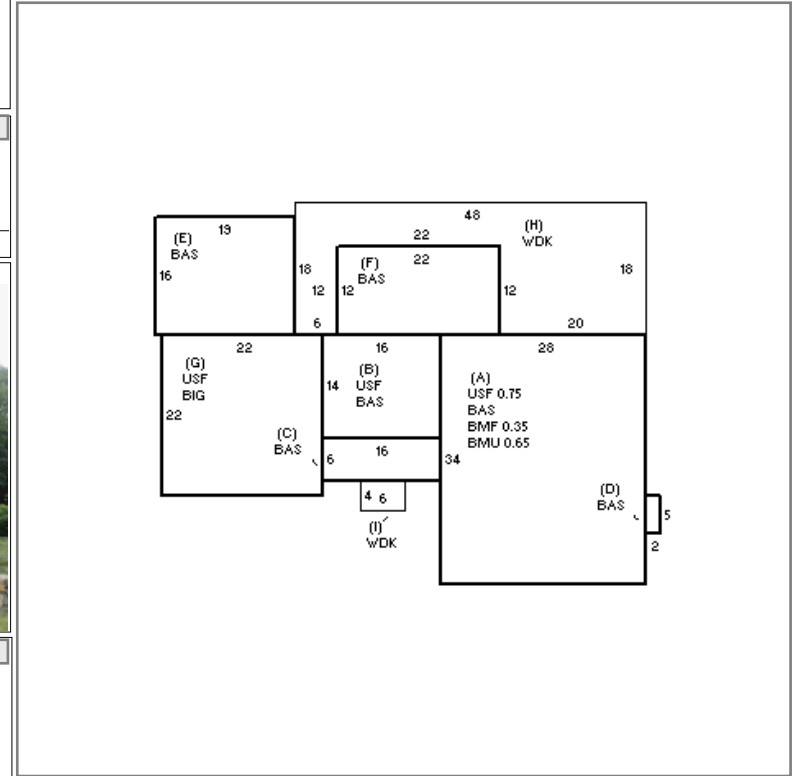 48
(H)
WDK
19
22
(E)
BAS
22
(F)
BAS
16
18
12
12
12
18
6
20
22
16
28
(G)
USF
BIG
(B)
USF
BAS
14
(A)
USF 0.75
BAS
BMF 0.35
BMU 0.65
22
(C)
BAS
6
16
34
(D)
BAS
4 6
5
(I)
WDK
2